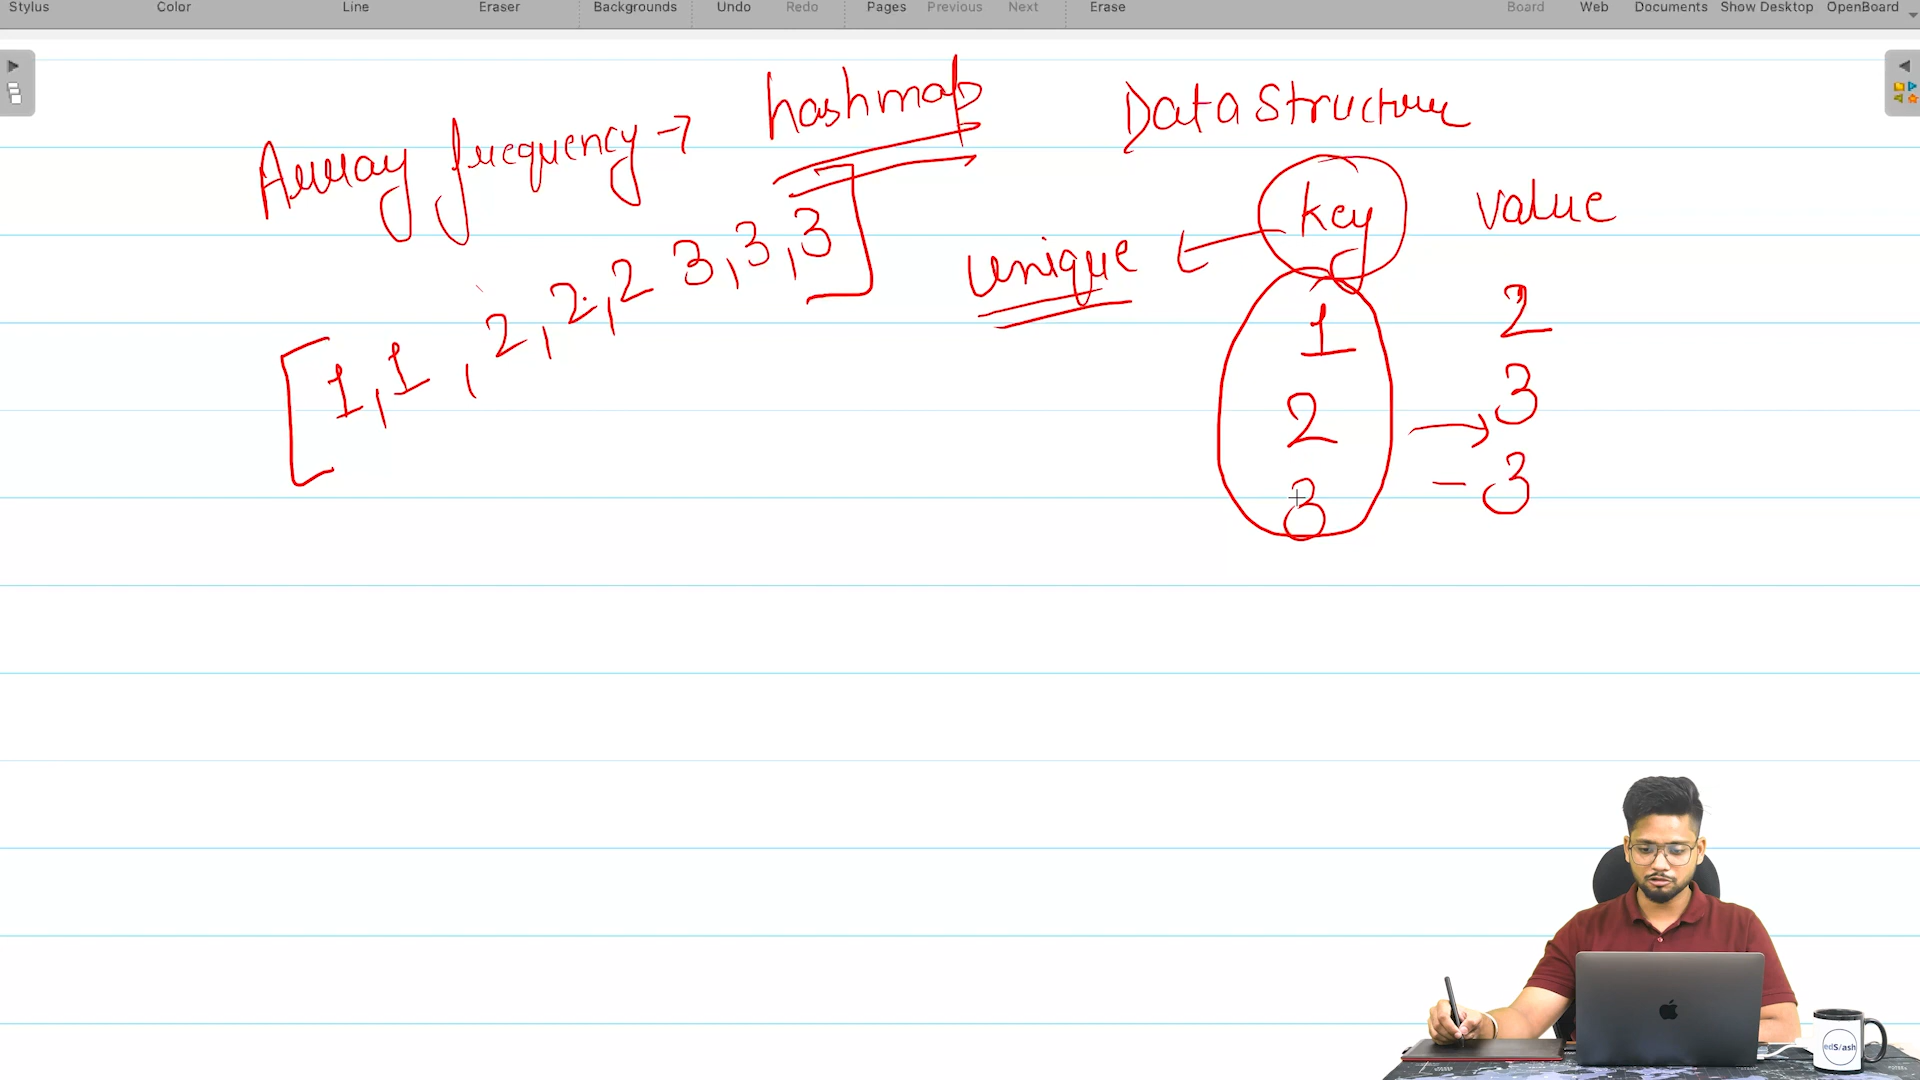 Stylus Color Line Eraser Backgrounds Undo Redo Pages Previous Next Erase Board Web Documents Show Desktop OpenBoard
Array frequency → hashmap
[1,1,2,2,2 3,3,3]
Data Structure
key value
unique
1 2
2 → 3
3 - 3
edSlash